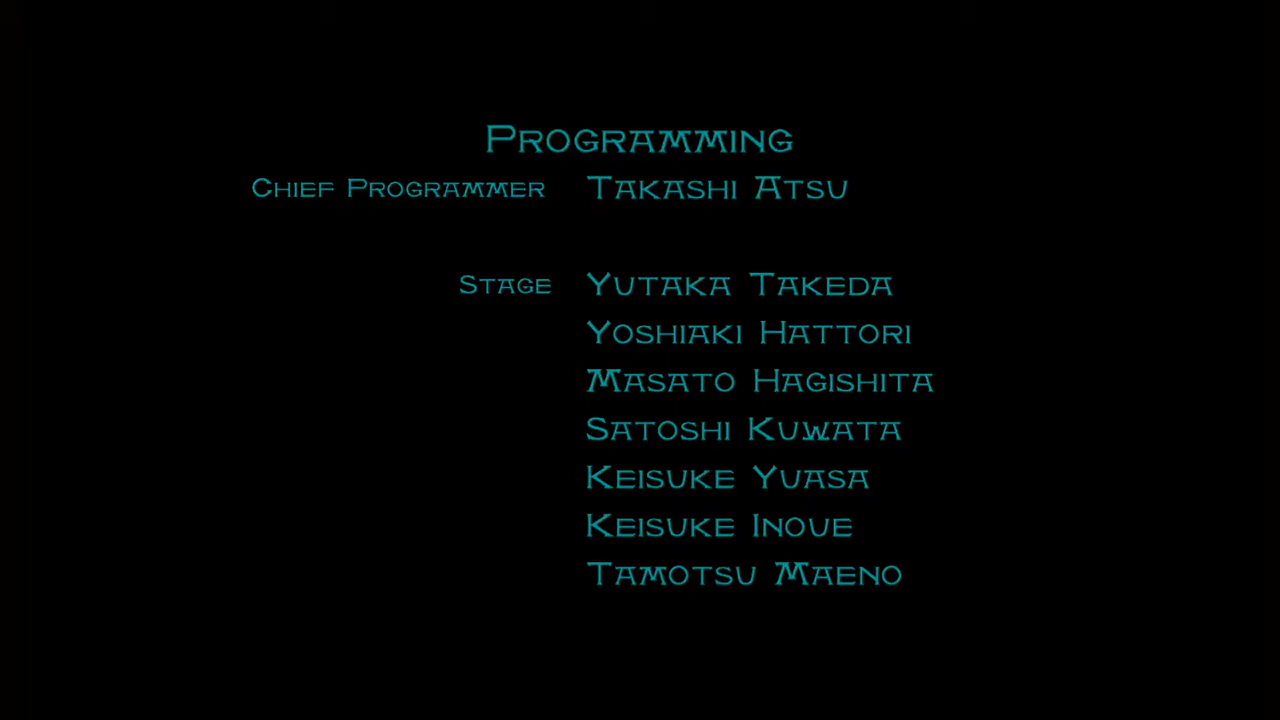 Programming
Chief Programmer Takashi Atsu
Stage Yutaka Takeda
Yoshiaki Hattori
Masato Hagishita
Satoshi Kuwata
Keisuke Yuasa
Keisuke Inoue
Tamotsu Maeno